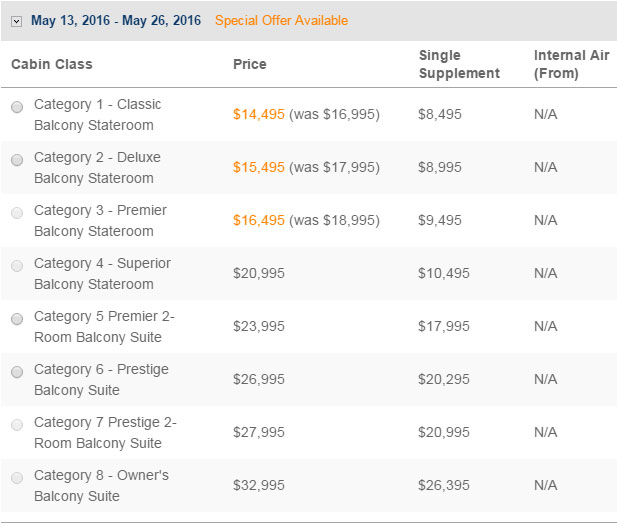 May 13, 2016 - May 26, 2016 Special Offer Available
Cabin Class Price Single Supplement Internal Air (From)
Category 1 - Classic Balcony Stateroom $14,495 (was $16,995) $8,495 N/A
Category 2 - Deluxe Balcony Stateroom $15,495 (was $17,995) $8,995 N/A
Category 3 - Premier Balcony Stateroom $16,495 (was $18,995) $9,495 N/A
Category 4 - Superior Balcony Stateroom $20,995 $10,495 N/A
Category 5 Premier 2-Room Balcony Suite $23,995 $17,995 N/A
Category 6 - Prestige Balcony Suite $26,995 $20,295 N/A
Category 7 Prestige 2-Room Balcony Suite $27,995 $20,995 N/A
Category 8 - Owner's Balcony Suite $32,995 $26,395 N/A